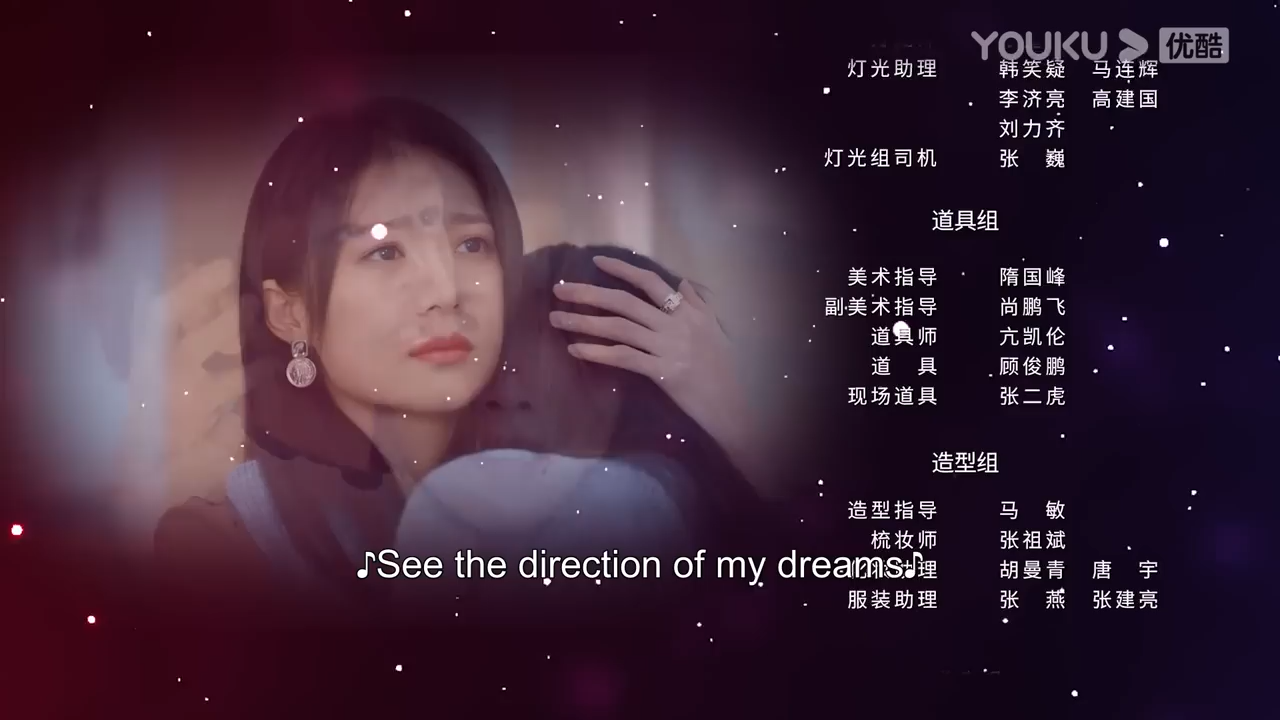 YOUKU 优酷
灯光助理 韩笑疑 马连辉
李济亮 高建国
刘力齐
灯光组司机 张 巍
道具组
美术指导 隋国峰
副美术指导 尚鹏飞
道具师 亢凯伦
道 具 顾俊鹏
现场道具 张二虎
造型组
造型指导 马 敏
梳妆师 张祖斌
♪See the direction of my dreams♪
助理 胡曼青 唐 宇
服装助理 张 燕 张建亮